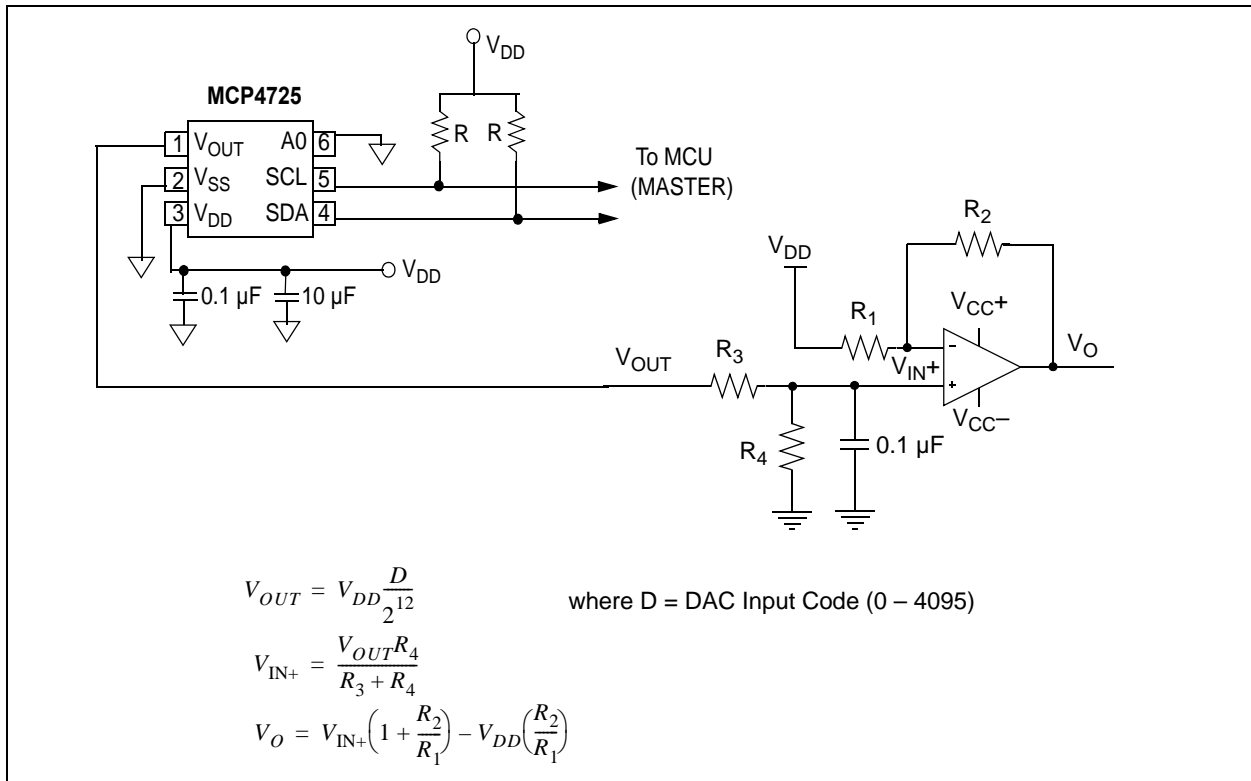 V_DD
MCP4725
1 V_OUT A0 6
2 V_SS SCL 5
3 V_DD SDA 4
R R
To MCU
(MASTER)
V_DD
0.1 µF 10 µF
R_2
V_DD
R_1
V_CC+
V_OUT
R_3
V_IN+
-
+
V_O
V_CC–
R_4
0.1 µF
V_OUT = V_DD D/2^12
where D = DAC Input Code (0 – 4095)
V_IN+ = V_OUT R_4/(R_3 + R_4)
V_O = V_IN+(1 + R_2/R_1) – V_DD(R_2/R_1)